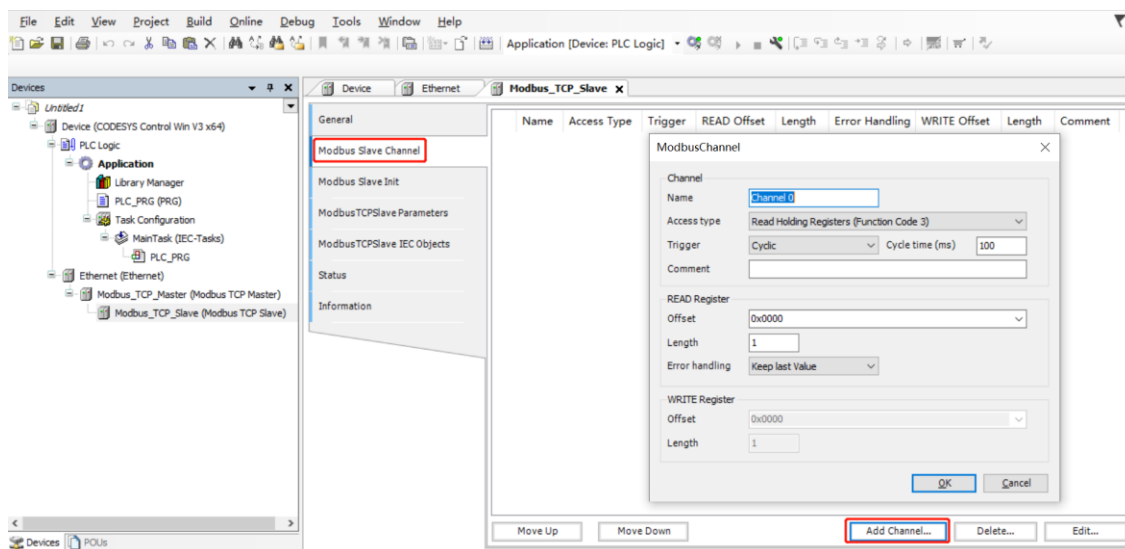 File Edit View Project Build Online Debug Tools Window Help
Application [Device: PLC Logic]
Devices
Untitled1
Device (CODESYS Control Win V3 x64)
PLC Logic
Application
Library Manager
PLC_PRG (PRG)
Task Configuration
MainTask (IEC-Tasks)
PLC_PRG
Ethernet (Ethernet)
Modbus_TCP_Master (Modbus TCP Master)
Modbus_TCP_Slave (Modbus TCP Slave)
Devices POUs
Device Ethernet Modbus_TCP_Slave
General
Modbus Slave Channel
Modbus Slave Init
ModbusTCPSlave Parameters
ModbusTCPSlave IEC Objects
Status
Information
Name Access Type Trigger READ Offset Length Error Handling WRITE Offset Length Comment
ModbusChannel
Channel
Name Channel 0
Access type Read Holding Registers (Function Code 3)
Trigger Cyclic Cycle time (ms) 100
Comment
READ Register
Offset 0x0000
Length 1
Error handling Keep last Value
WRITE Register
Offset 0x0000
Length 1
OK Cancel
Move Up Move Down Add Channel... Delete... Edit...